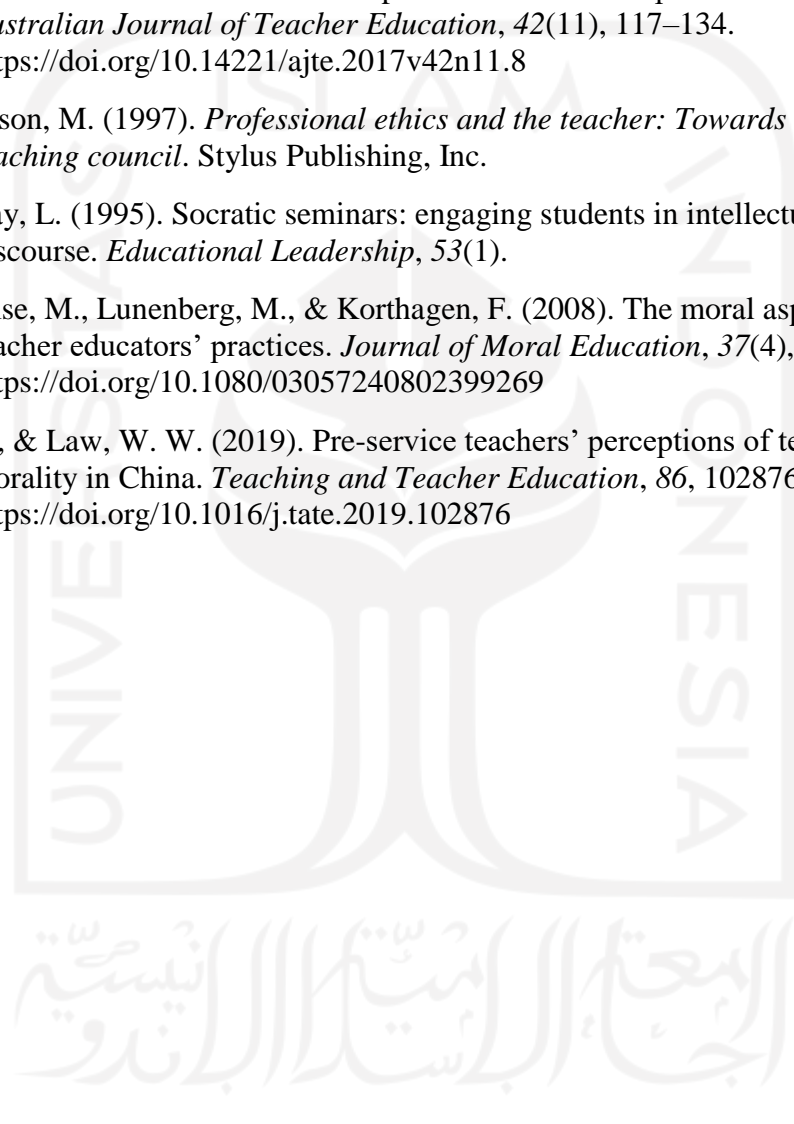 ustralian Journal of Teacher Education, 42(11), 117–134.
tps://doi.org/10.14221/ajte.2017v42n11.8
son, M. (1997). Professional ethics and the teacher: Towards
aching council. Stylus Publishing, Inc.
ay, L. (1995). Socratic seminars: engaging students in intellectu
scourse. Educational Leadership, 53(1).
se, M., Lunenberg, M., & Korthagen, F. (2008). The moral asp
acher educators’ practices. Journal of Moral Education, 37(4),
tps://doi.org/10.1080/03057240802399269
, & Law, W. W. (2019). Pre-service teachers’ perceptions of te
orality in China. Teaching and Teacher Education, 86, 102876
tps://doi.org/10.1016/j.tate.2019.102876
ISLAM
UNIVERSITAS
INDONESIA